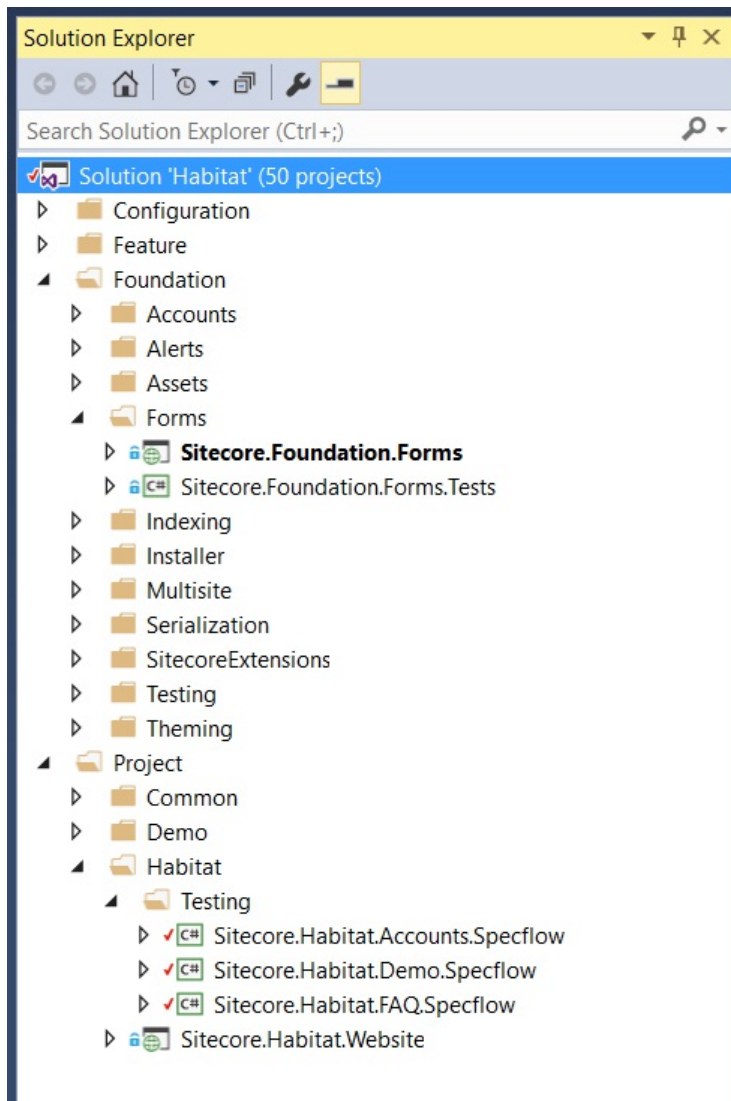 Solution Explorer
Search Solution Explorer (Ctrl+;)
Solution 'Habitat' (50 projects)
Configuration
Feature
Foundation
Accounts
Alerts
Assets
Forms
Sitecore.Foundation.Forms
C# Sitecore.Foundation.Forms.Tests
Indexing
Installer
Multisite
Serialization
SitecoreExtensions
Testing
Theming
Project
Common
Demo
Habitat
Testing
C# Sitecore.Habitat.Accounts.Specflow
C# Sitecore.Habitat.Demo.Specflow
C# Sitecore.Habitat.FAQ.Specflow
Sitecore.Habitat.Website